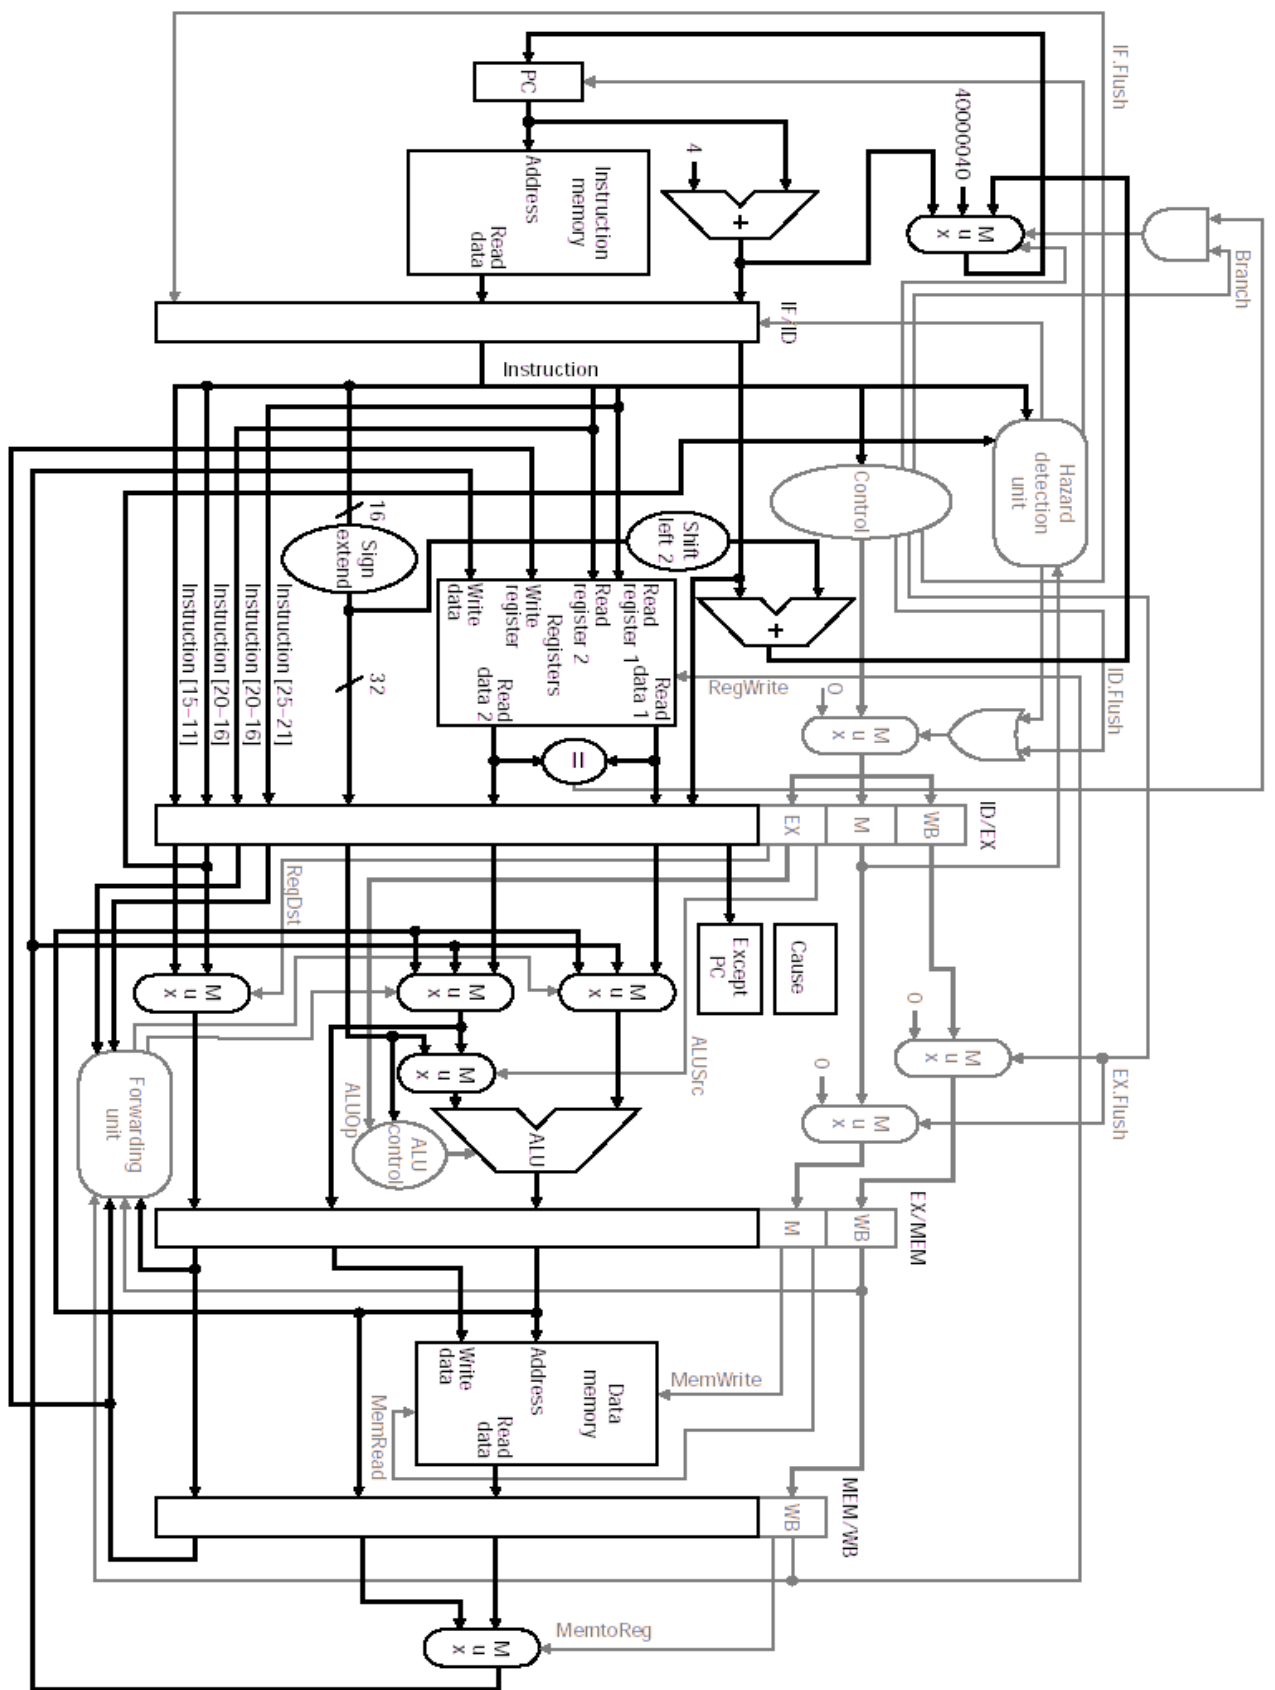 IF.Flush
PC
40000040
4
Address
Instruction
memory
Read
data
+
M
u
x
Branch
IF/ID
Instruction
Hazard
detection
unit
Control
16
Sign
extend
Shift
left 2
+
Read
register 1
Read
register 2
Write
register
Write
data
Registers
Read
data 1
Read
data 2
32
Instruction [25–21]
Instruction [20–16]
Instruction [20–16]
Instruction [15–11]
RegWrite
=
0
M
u
x
ID.Flush
ID/EX
WB
M
EX
RegDst
Except
PC
Cause
M
u
x
M
u
x
M
u
x
M
u
x
ALUSrc
0
M
u
x
0
M
u
x
EX.Flush
Forwarding
unit
ALUOp
ALU
control
ALU
EX/MEM
WB
M
MemWrite
Address
Write
data
Data
memory
Read
data
MemRead
MEM/WB
WB
MemtoReg
M
u
x